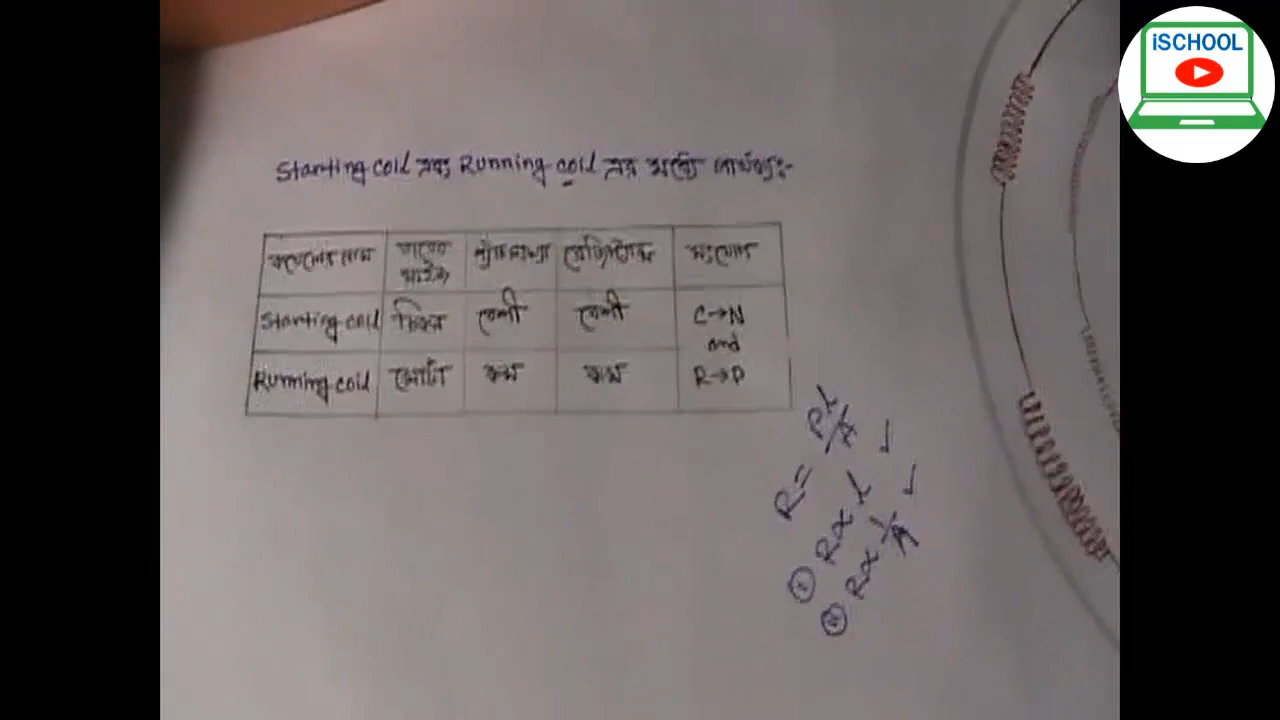 iSCHOOL
Starting coil এবং Running coil এর মধ্যে পার্থক্য:-
কয়েলের নাম তারের সাইজ প্যাঁচসংখ্যা রেজিস্ট্যান্স সংযোগ
Starting coil চিকন বেশী বেশী C→N
and
Running coil মোটা কম কম R→P
R= ρL/A
① R∝ L ✓
② R∝ 1/A ✓